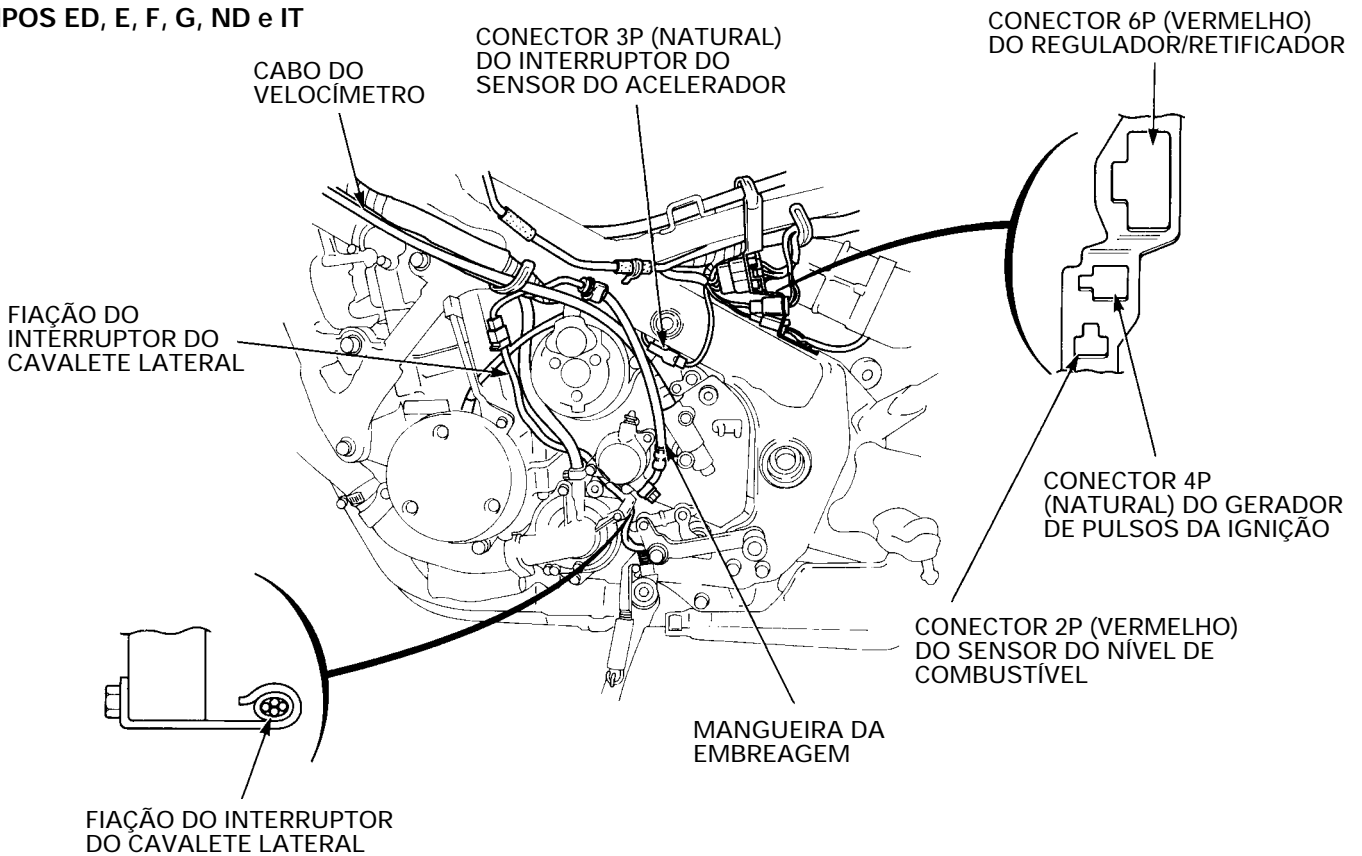 POS ED, E, F, G, ND e IT
CONECTOR 6P (VERMELHO)
DO REGULADOR/RETIFICADOR
CONECTOR 3P (NATURAL)
DO INTERRUPTOR DO
SENSOR DO ACELERADOR
CABO DO
VELOCÍMETRO
FIAÇÃO DO
INTERRUPTOR DO
CAVALETE LATERAL
CONECTOR 4P
(NATURAL) DO GERADOR
DE PULSOS DA IGNIÇÃO
CONECTOR 2P (VERMELHO)
DO SENSOR DO NÍVEL DE
COMBUSTÍVEL
MANGUEIRA DA
EMBREAGEM
FIAÇÃO DO INTERRUPTOR
DO CAVALETE LATERAL